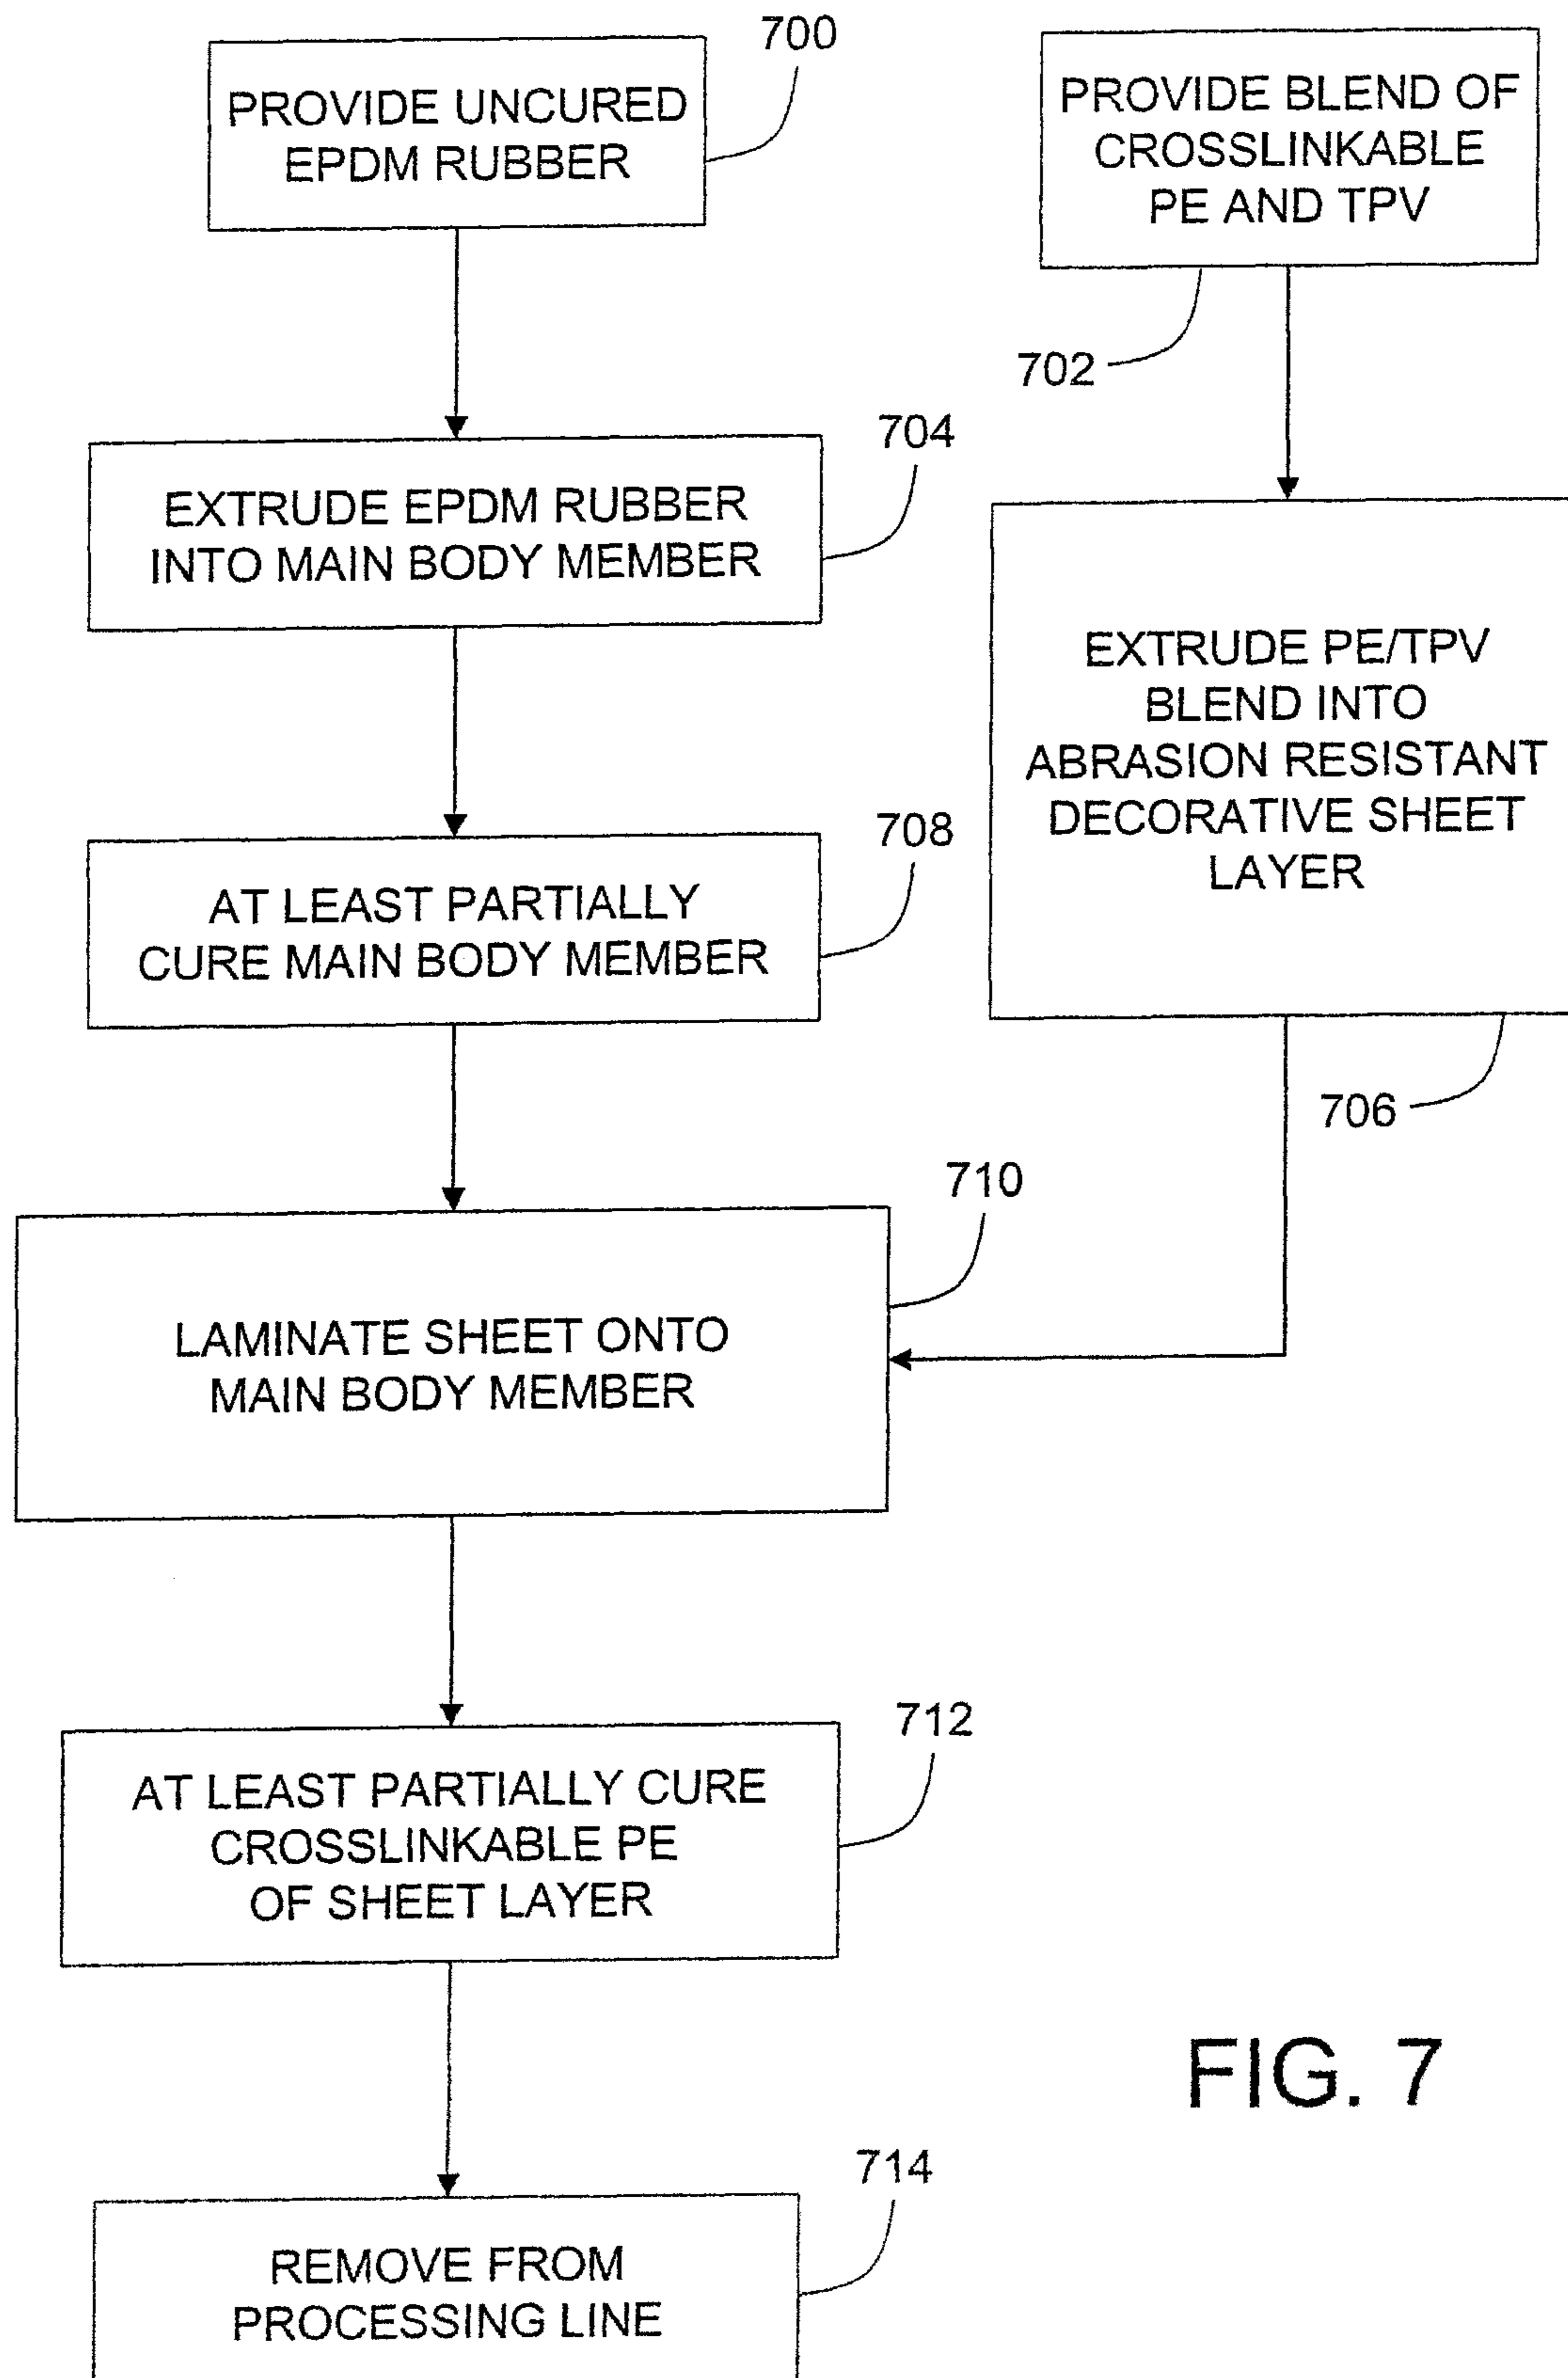 700
PROVIDE UNCURED
EPDM RUBBER
PROVIDE BLEND OF
CROSSLINKABLE
PE AND TPV
702
704
EXTRUDE EPDM RUBBER
INTO MAIN BODY MEMBER
EXTRUDE PE/TPV
BLEND INTO
ABRASION RESISTANT
DECORATIVE SHEET
LAYER
706
708
AT LEAST PARTIALLY
CURE MAIN BODY MEMBER
710
LAMINATE SHEET ONTO
MAIN BODY MEMBER
712
AT LEAST PARTIALLY CURE
CROSSLINKABLE PE
OF SHEET LAYER
714
REMOVE FROM
PROCESSING LINE
FIG. 7